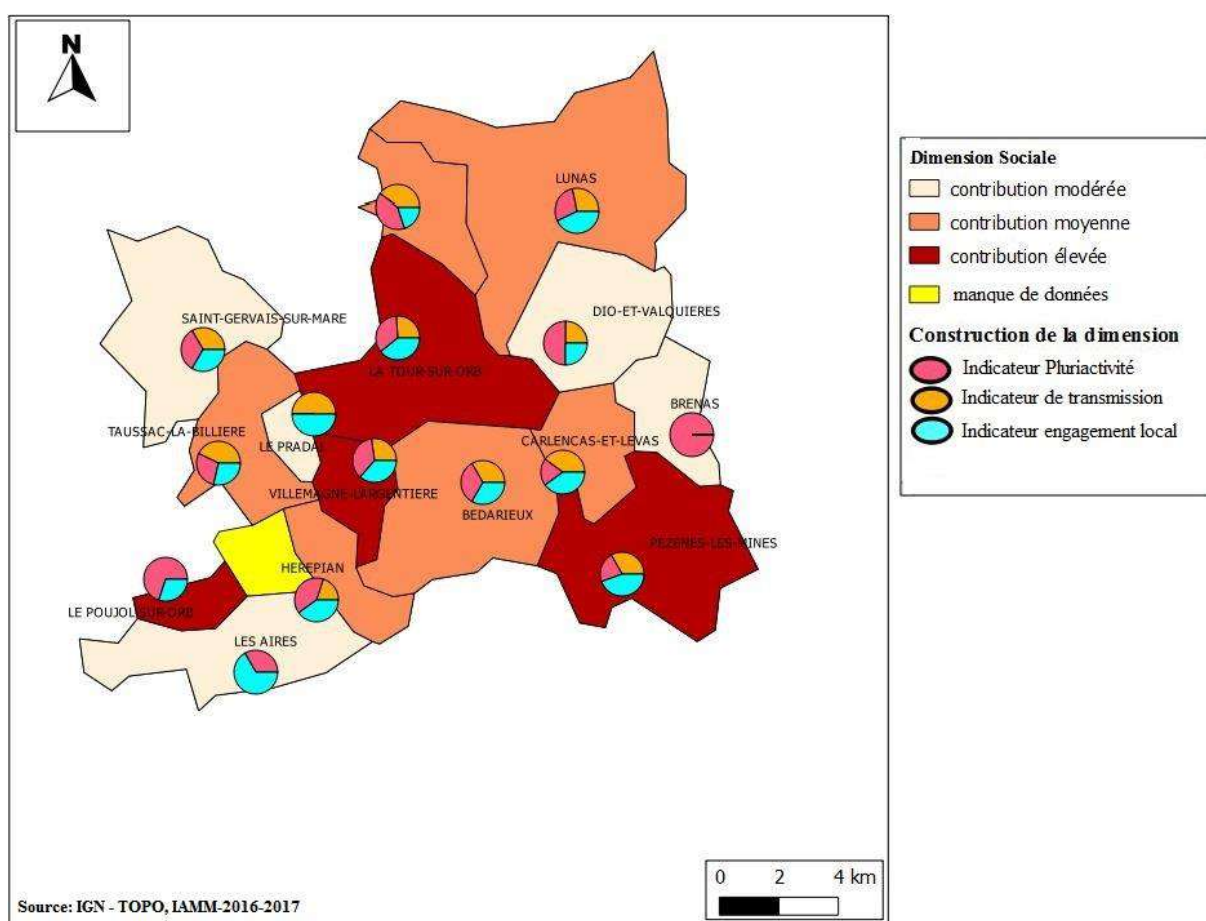 N
LUNAS
DIO-ET-VALQUIERES
SAINT-GERVAIS-SUR-MARE
LA TOUR-SUR-ORB
BRENAS
TAUSSAC-LA-BILLIERE
LE PRADAL
CARLENCAS-ET-LEVAS
VILLEMAGNE-L'ARGENTIERE
BEDARIEUX
PEZENES-LES-MINES
HEREPIAN
LE POUJOL-SUR-ORB
LES AIRES
0 2 4 km
Source: IGN - TOPO, IAMM-2016-2017
Dimension Sociale
contribution modérée
contribution moyenne
contribution élevée
manque de données
Construction de la dimension
Indicateur Pluriactivité
Indicateur de transmission
Indicateur engagement local